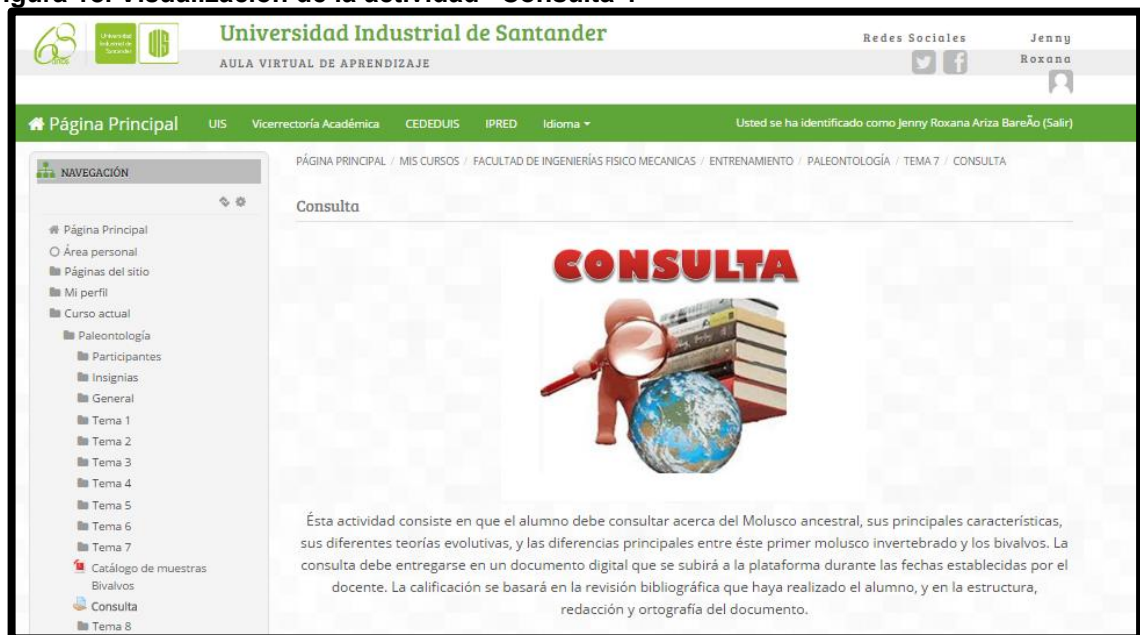 Universidad Industrial de Santander
AULA VIRTUAL DE APRENDIZAJE
Redes Sociales
Jenny
Roxana
Página Principal UIS Vicerrectoría Académica CEDEDUIS IPRED Idioma
Usted se ha identificado como Jenny Roxana Ariza BareÃo (Salir)
NAVEGACIÓN
Página Principal
Área personal
Páginas del sitio
Mi perfil
Curso actual
Paleontología
Participantes
Insignias
General
Tema 1
Tema 2
Tema 3
Tema 4
Tema 5
Tema 6
Tema 7
Catálogo de muestras
Bivalvos
Consulta
Tema 8
PÁGINA PRINCIPAL / MIS CURSOS / FACULTAD DE INGENIERÍAS FISICO MECANICAS / ENTRENAMIENTO / PALEONTOLOGÍA / TEMA 7 / CONSULTA
Consulta
CONSULTA
Ésta actividad consiste en que el alumno debe consultar acerca del Molusco ancestral, sus principales características,
sus diferentes teorías evolutivas, y las diferencias principales entre éste primer molusco invertebrado y los bivalvos. La
consulta debe entregarse en un documento digital que se subirá a la plataforma durante las fechas establecidas por el
docente. La calificación se basará en la revisión bibliográfica que haya realizado el alumno, y en la estructura,
redacción y ortografía del documento.